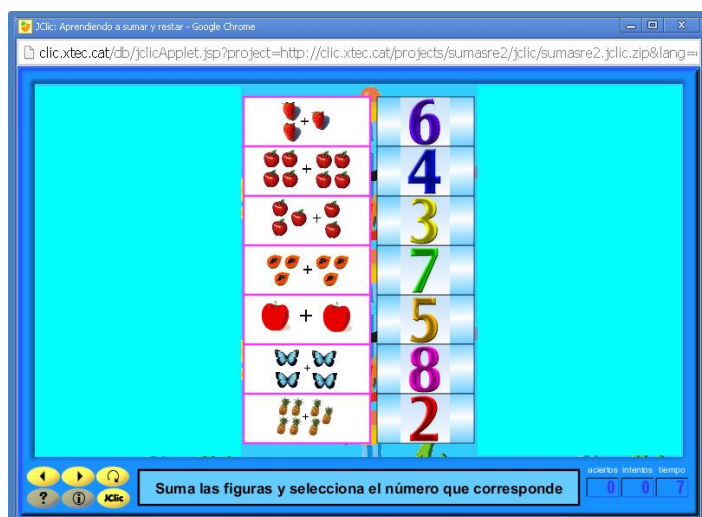 JClic: Aprendiendo a sumar y restar - Google Chrome
clic.xtec.cat/db/jclicApplet.jsp?project=http://clic.xtec.cat/projects/sumasre2/jclic/sumasre2.jclic.zip&lang=
+ 6
+ 4
+ 3
+ 7
+ 5
+ 8
+ 2
aciertos intentos tiempo
0 0 7
? i JClic
Suma las figuras y selecciona el número que corresponde